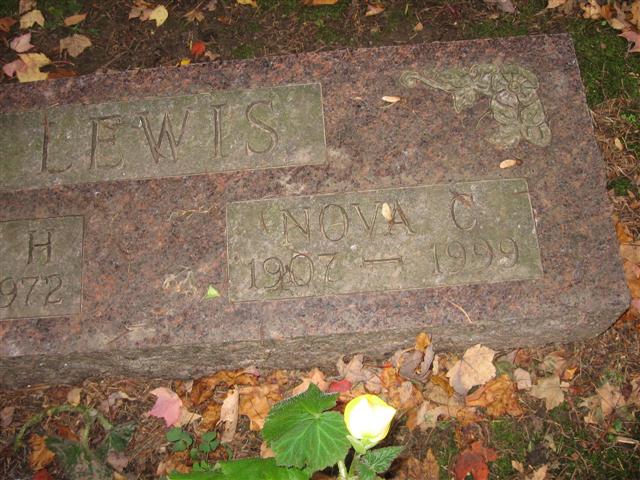 LEWIS
H
972
NOVA C
1907 — 1999